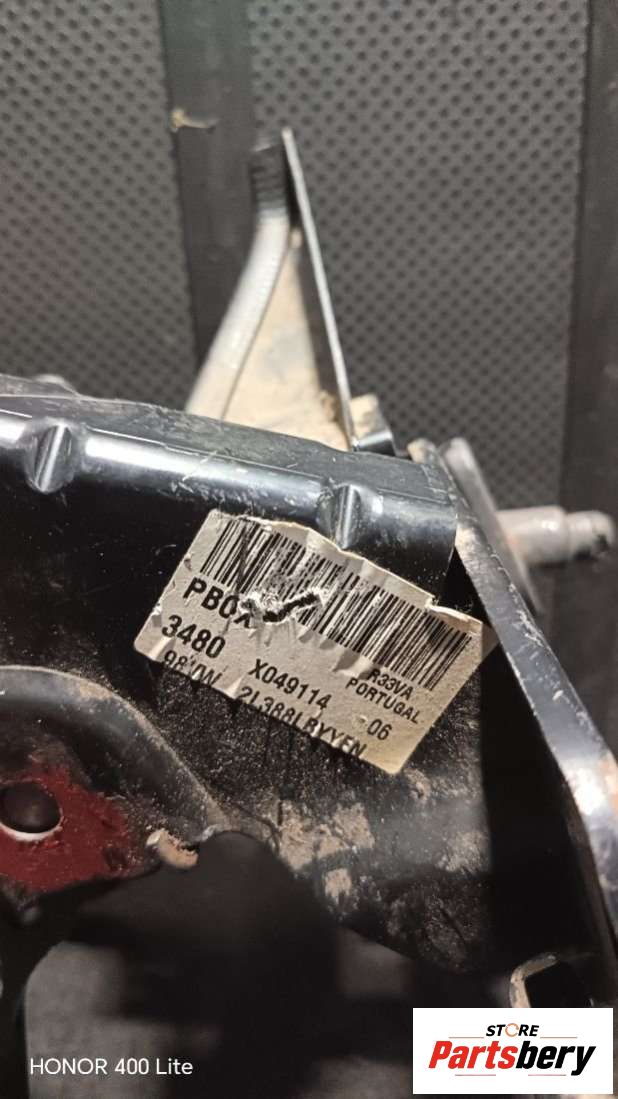 PBOX
R33VA
3480
PORTUGAL
X049114
06
STORE
Partsbery
HONOR 400 Lite